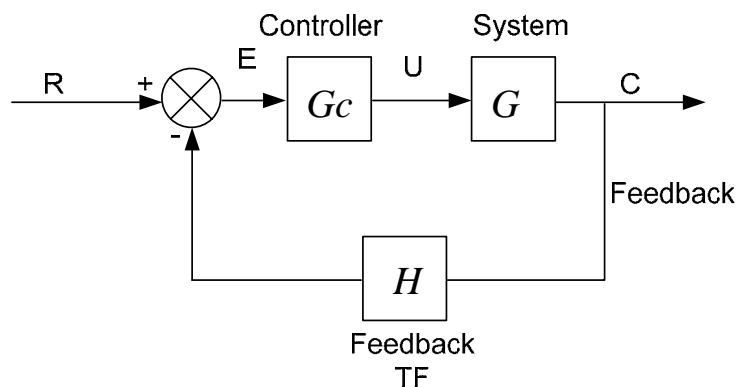 Controller
System
R
+
E
Gc
U
G
C
-
Feedback
H
Feedback
TF